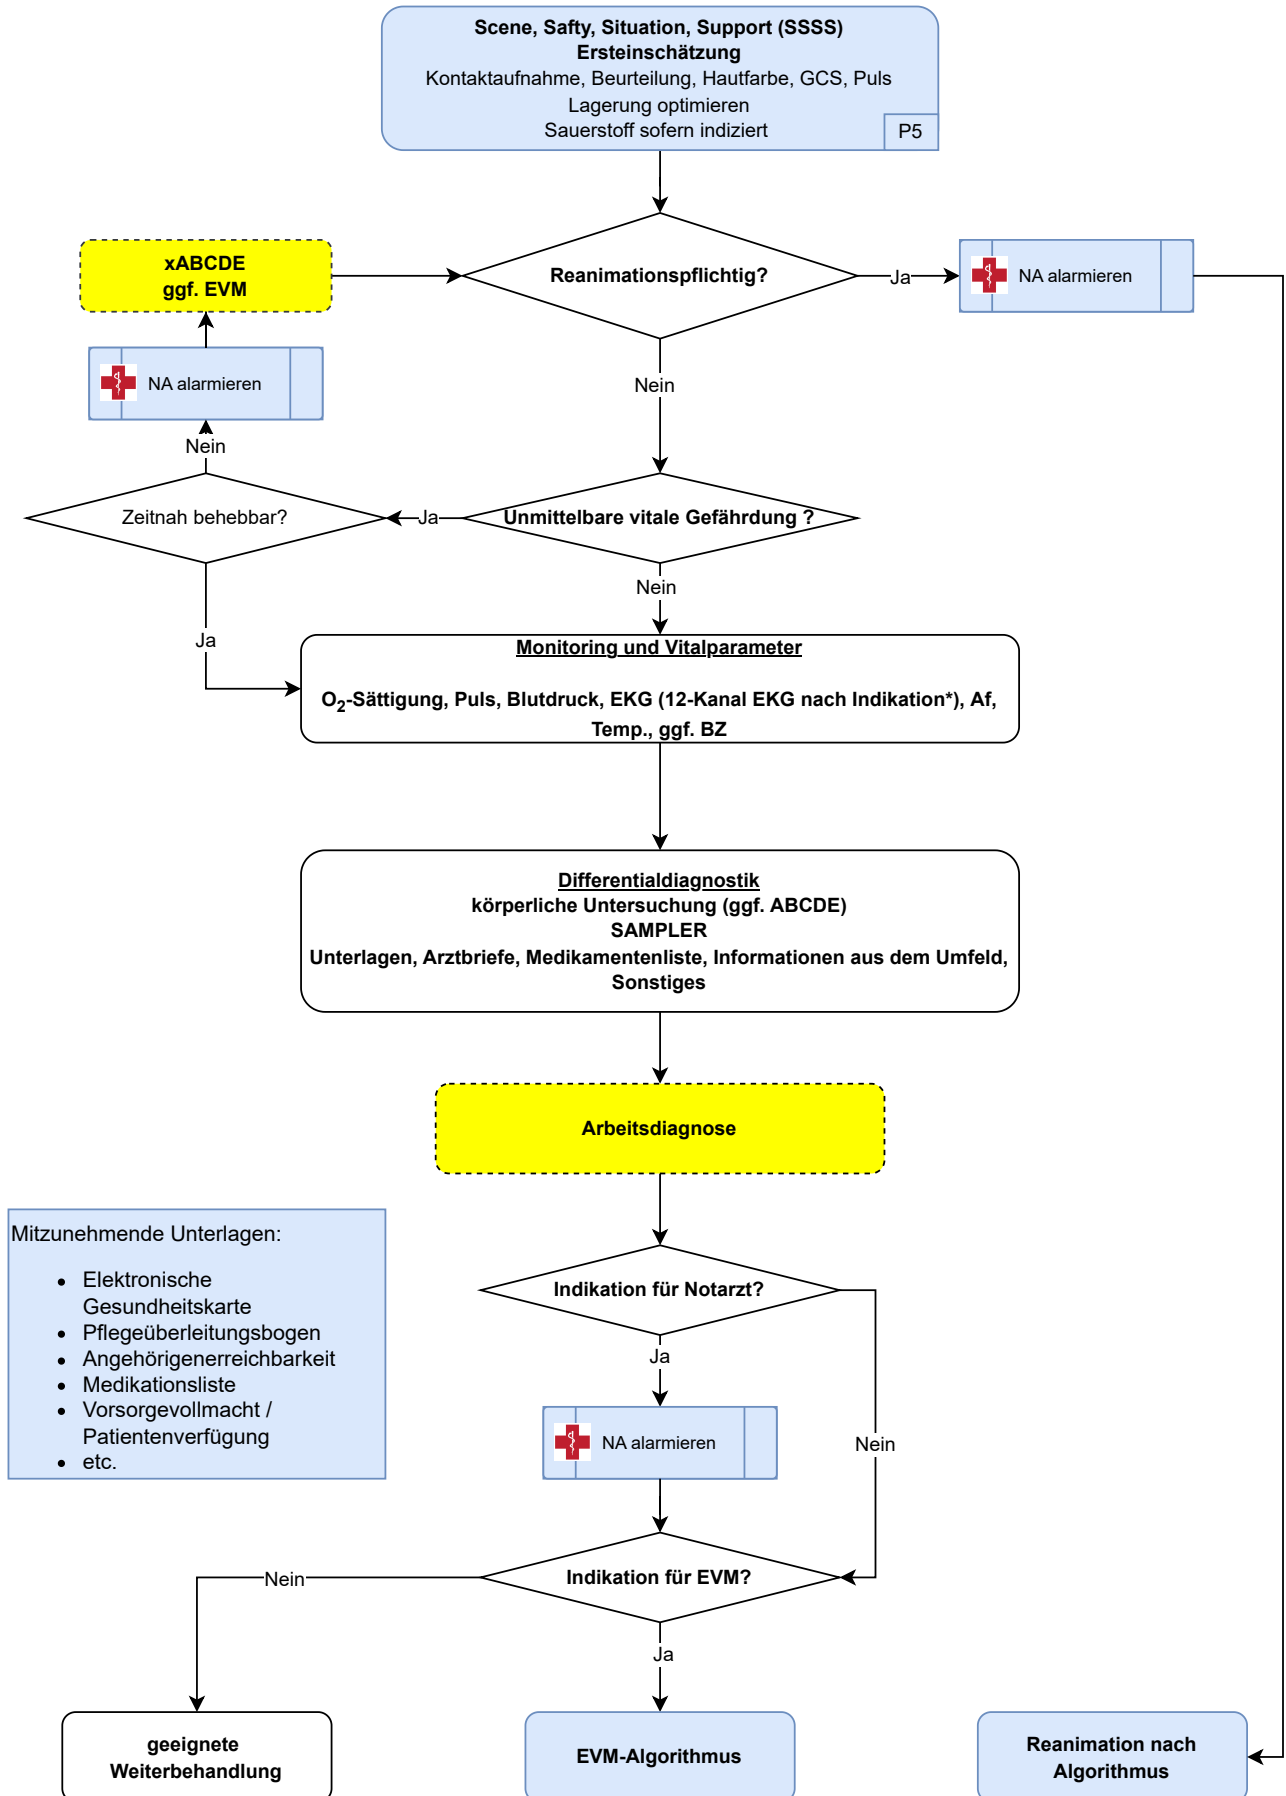 Scene, Safty, Situation, Support (SSSS)
Ersteinschätzung
Kontaktaufnahme, Beurteilung, Hautfarbe, GCS, Puls
Lagerung optimieren
Sauerstoff sofern indiziert
P5
xABCDE
ggf. EVM
Reanimationspflichtig?
Ja
NA alarmieren
NA alarmieren
Nein
Nein
Zeitnah behebbar?
Ja
Unmittelbare vitale Gefährdung ?
Nein
Ja
Monitoring und Vitalparameter
O2-Sättigung, Puls, Blutdruck, EKG (12-Kanal EKG nach Indikation*), Af,
Temp., ggf. BZ
Differentialdiagnostik
körperliche Untersuchung (ggf. ABCDE)
SAMPLER
Unterlagen, Arztbriefe, Medikamentenliste, Informationen aus dem Umfeld,
Sonstiges
Arbeitsdiagnose
Mitzunehmende Unterlagen:
• Elektronische
Gesundheitskarte
• Pflegeüberleitungsbogen
• Angehörigenerreichbarkeit
• Medikationsliste
• Vorsorgevollmacht /
Patientenverfügung
• etc.
Indikation für Notarzt?
Ja
NA alarmieren
Nein
Indikation für EVM?
Nein
Ja
geeignete
Weiterbehandlung
EVM-Algorithmus
Reanimation nach
Algorithmus